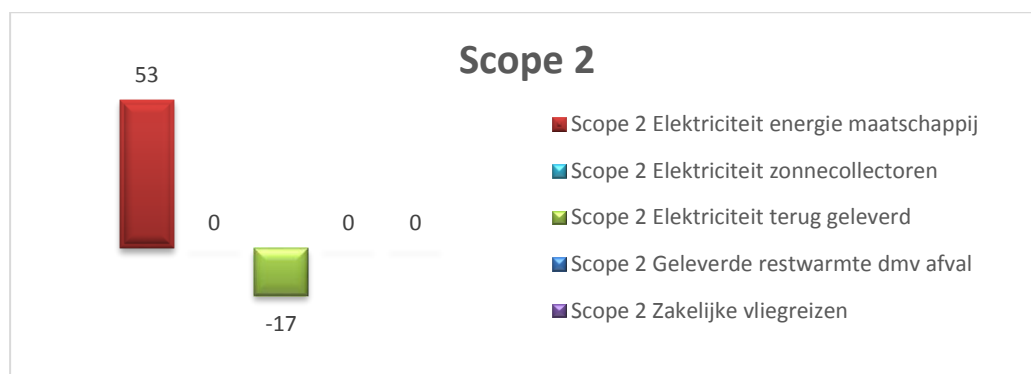 Scope 2
53
0
-17
0
0
Scope 2 Elektriciteit energie maatschappij
Scope 2 Elektriciteit zonnecollectoren
Scope 2 Elektriciteit terug geleverd
Scope 2 Geleverde restwarmte dmv afval
Scope 2 Zakelijke vliegreizen